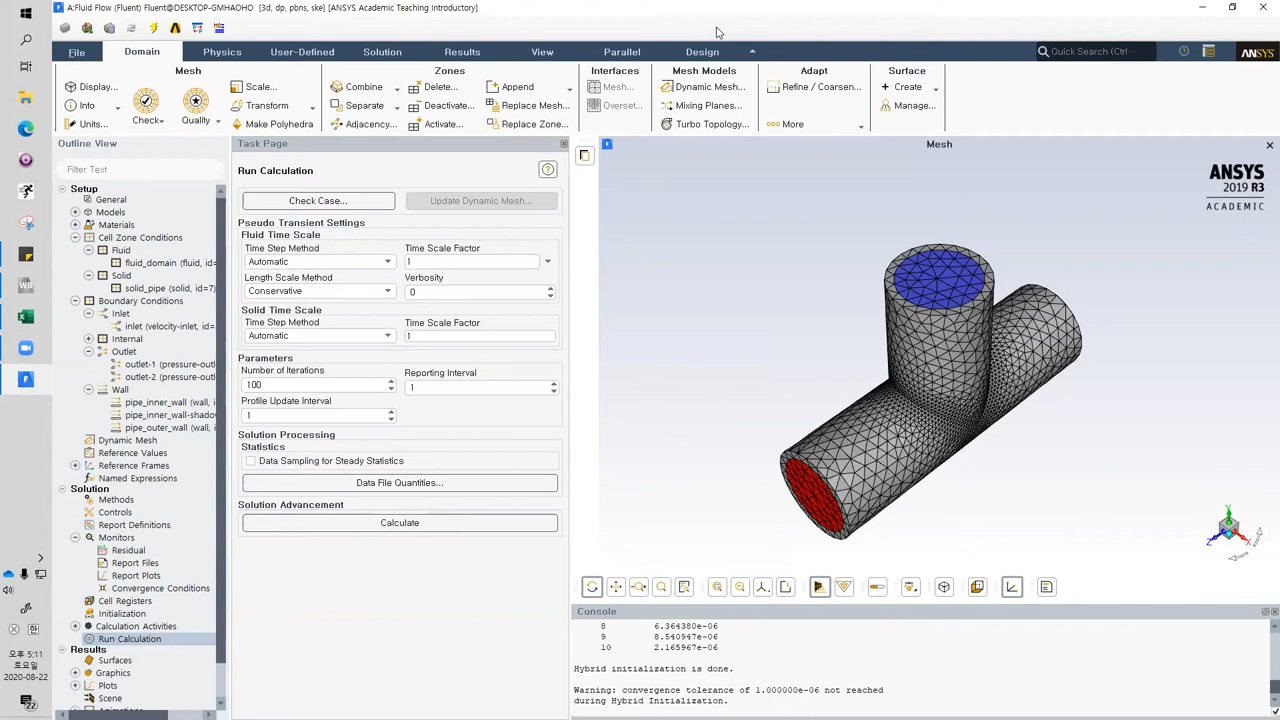 A:Fluid Flow (Fluent) Fluent@DESKTOP-GMHAOHO [3d, dp, pbns, ske] [ANSYS Academic Teaching Introductory]
File Domain Physics User-Defined Solution Results View Parallel Design Quick Search (Ctrl... ANSYS
Mesh Zones Interfaces Mesh Models Adapt Surface
Display... Scale... Combine Delete... Append Mesh... Dynamic Mesh... Refine / Coarsen... Create
Info Check Quality Transform Separate Deactivate... Replace Mesh... Overset... Mixing Planes... Manage...
Units... Make Polyhedra Adjacency... Activate... Replace Zone... Turbo Topology... More
Outline View
Filter Text
Setup
General
Models
Materials
Cell Zone Conditions
Fluid
fluid_domain (fluid, id=
Solid
solid_pipe (solid, id=7)
Boundary Conditions
Inlet
inlet (velocity-inlet, id=
Internal
Outlet
outlet-1 (pressure-outl
outlet-2 (pressure-outl
Wall
pipe_inner_wall (wall, i
pipe_inner_wall-shado
pipe_outer_wall (wall, i
Dynamic Mesh
Reference Values
Reference Frames
Named Expressions
Solution
Methods
Controls
Report Definitions
Monitors
Residual
Report Files
Report Plots
Convergence Conditions
Cell Registers
Initialization
Calculation Activities
Run Calculation
Results
Surfaces
Graphics
Plots
Scene
Task Page
Run Calculation
Check Case... Update Dynamic Mesh...
Pseudo Transient Settings
Fluid Time Scale
Time Step Method Time Scale Factor
Automatic 1
Length Scale Method Verbosity
Conservative 0
Solid Time Scale
Time Step Method Time Scale Factor
Automatic 1
Parameters
Number of Iterations Reporting Interval
100 1
Profile Update Interval
1
Solution Processing
Statistics
Data Sampling for Steady Statistics
Data File Quantities...
Solution Advancement
Calculate
Mesh
ANSYS
2019 R3
ACADEMIC
Y
Z
X
Console
8 6.364380e-06
9 8.540947e-06
10 2.165967e-06
Hybrid initialization is done.
Warning: convergence tolerance of 1.000000e-06 not reached
during Hybrid Initialization.
WB
한
오후 5:11
토요일
2020-08-22
22